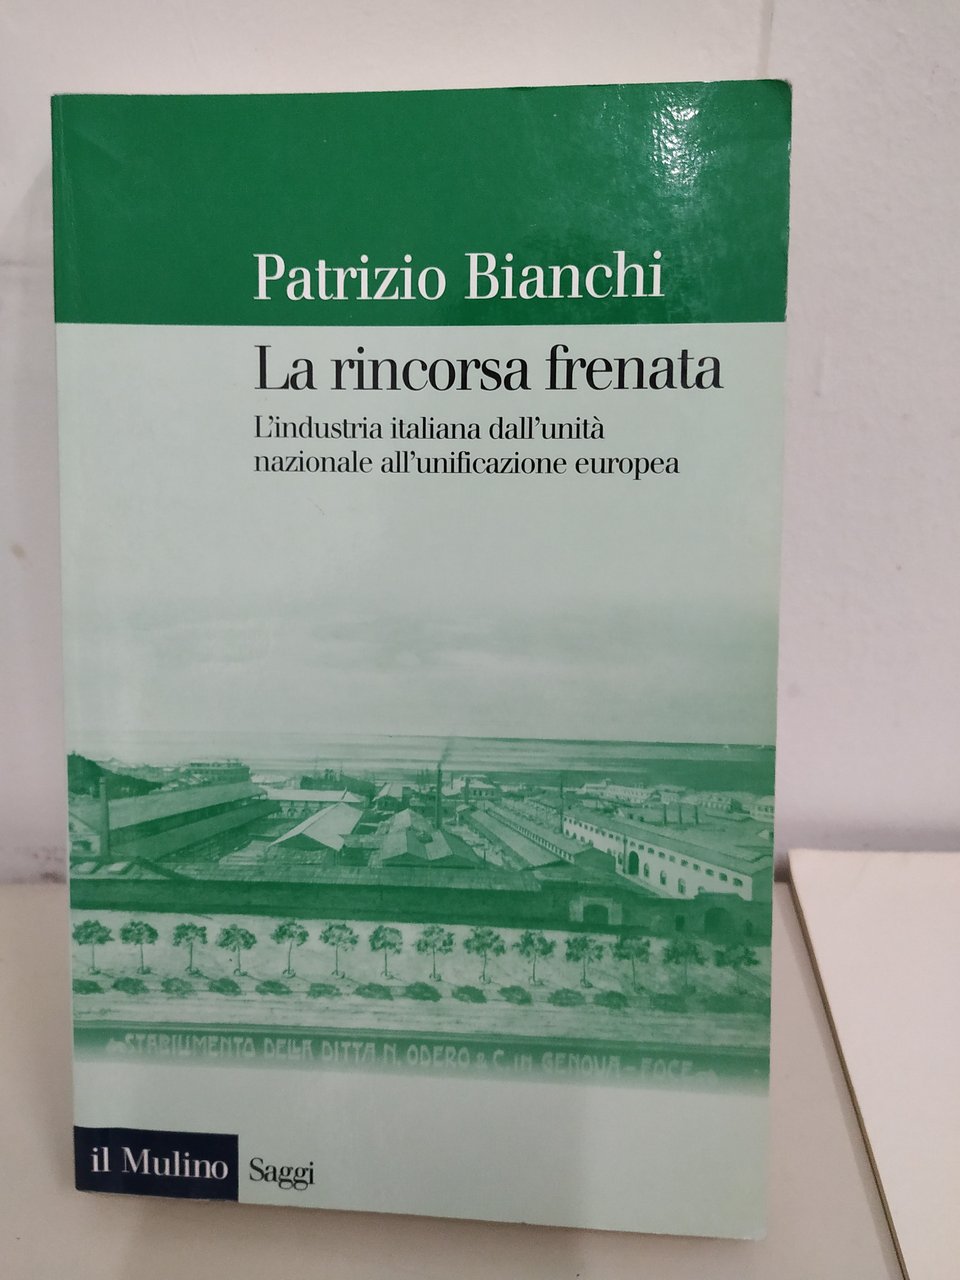 Patrizio Bianchi
La rincorsa frenata
L'industria italiana dall'unità
nazionale all'unificazione europea
STABILIMENTO DELLA DITTA N. ODERO & C. IN GENOVA - FOCE
il Mulino
Saggi